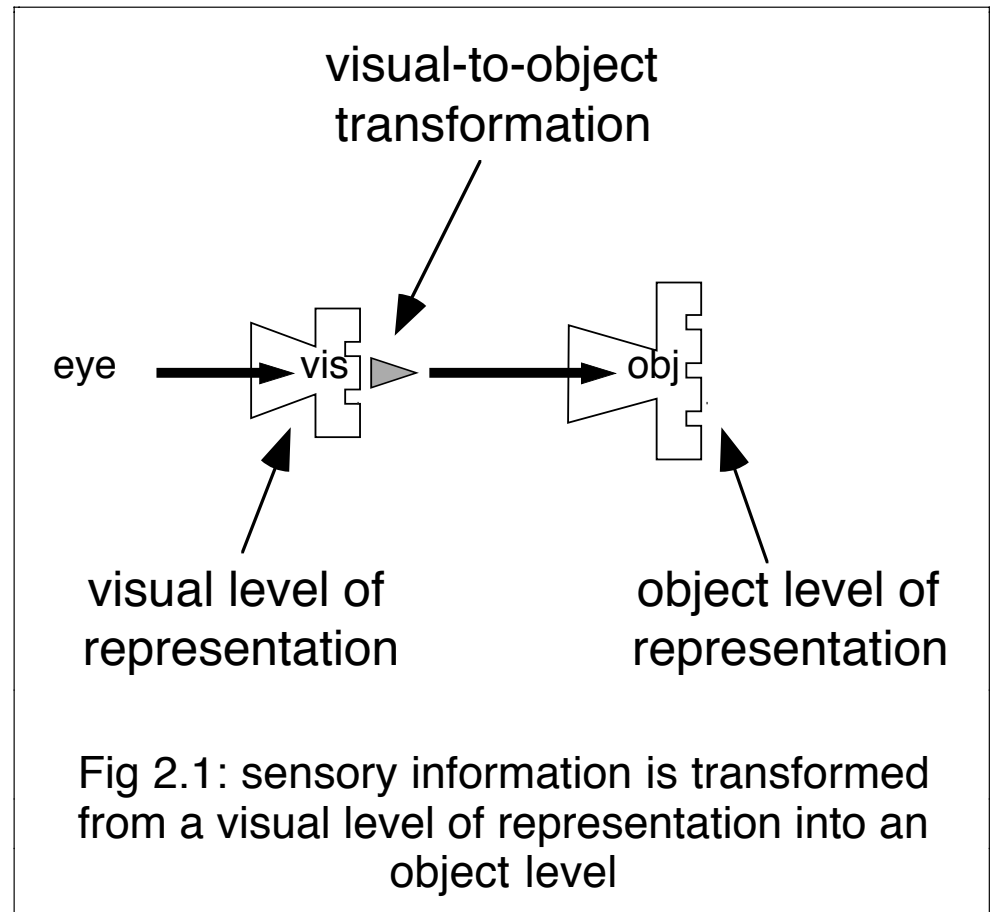 visual-to-object
transformation
eye
vis
obj
visual level of
representation
object level of
representation
Fig 2.1: sensory information is transformed
from a visual level of representation into an
object level